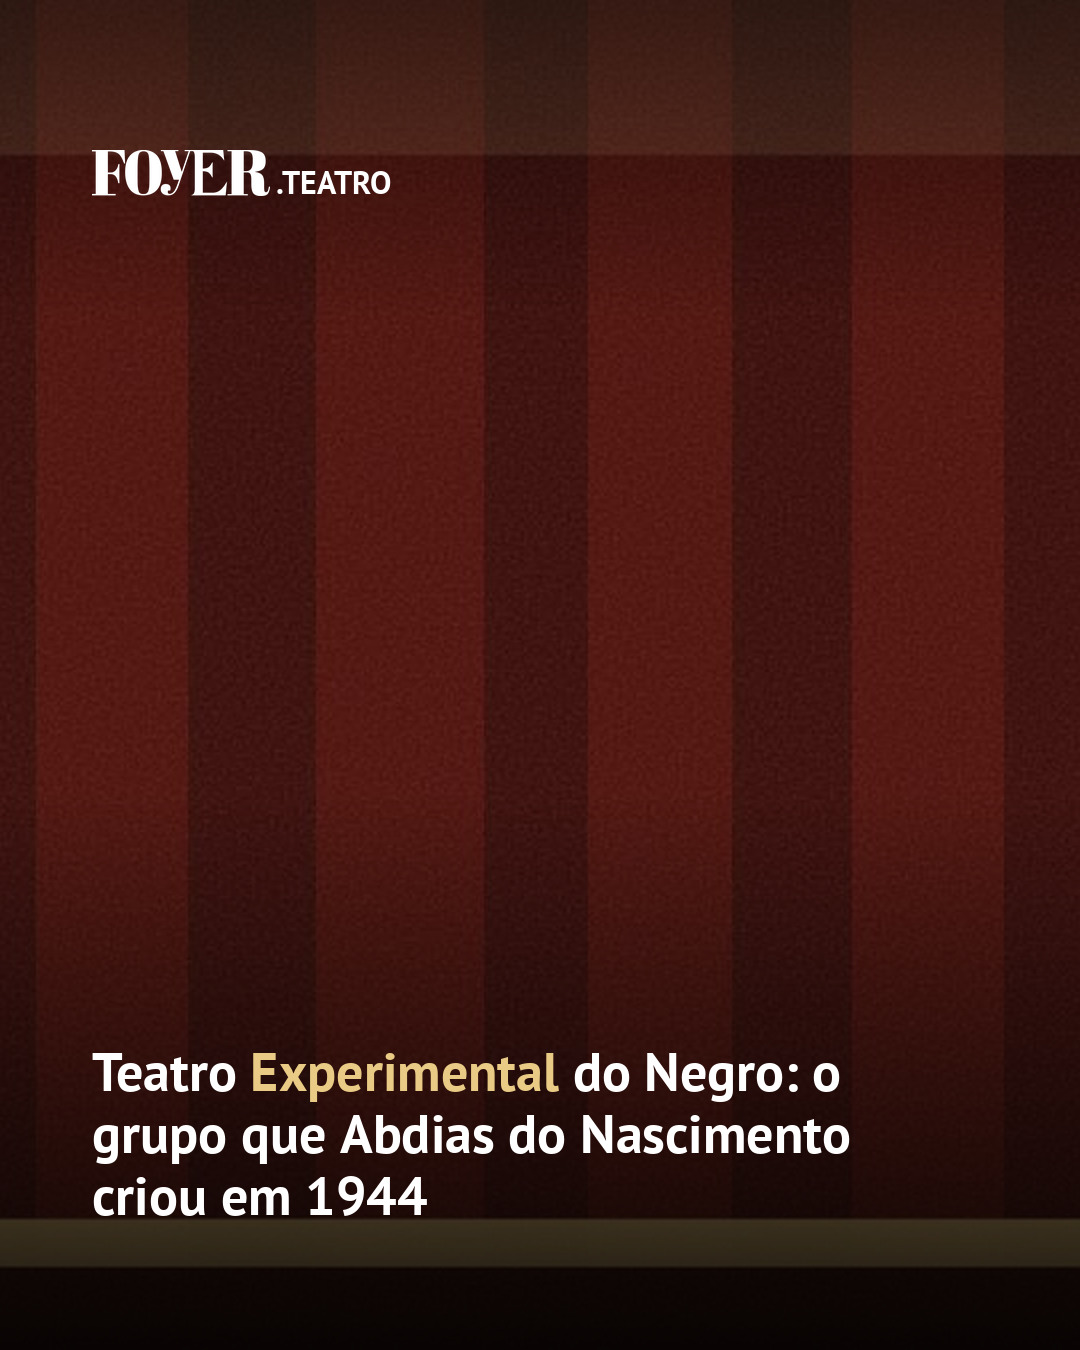 FOYER .TEATRO
Teatro Experimental do Negro: o
grupo que Abdias do Nascimento
criou em 1944